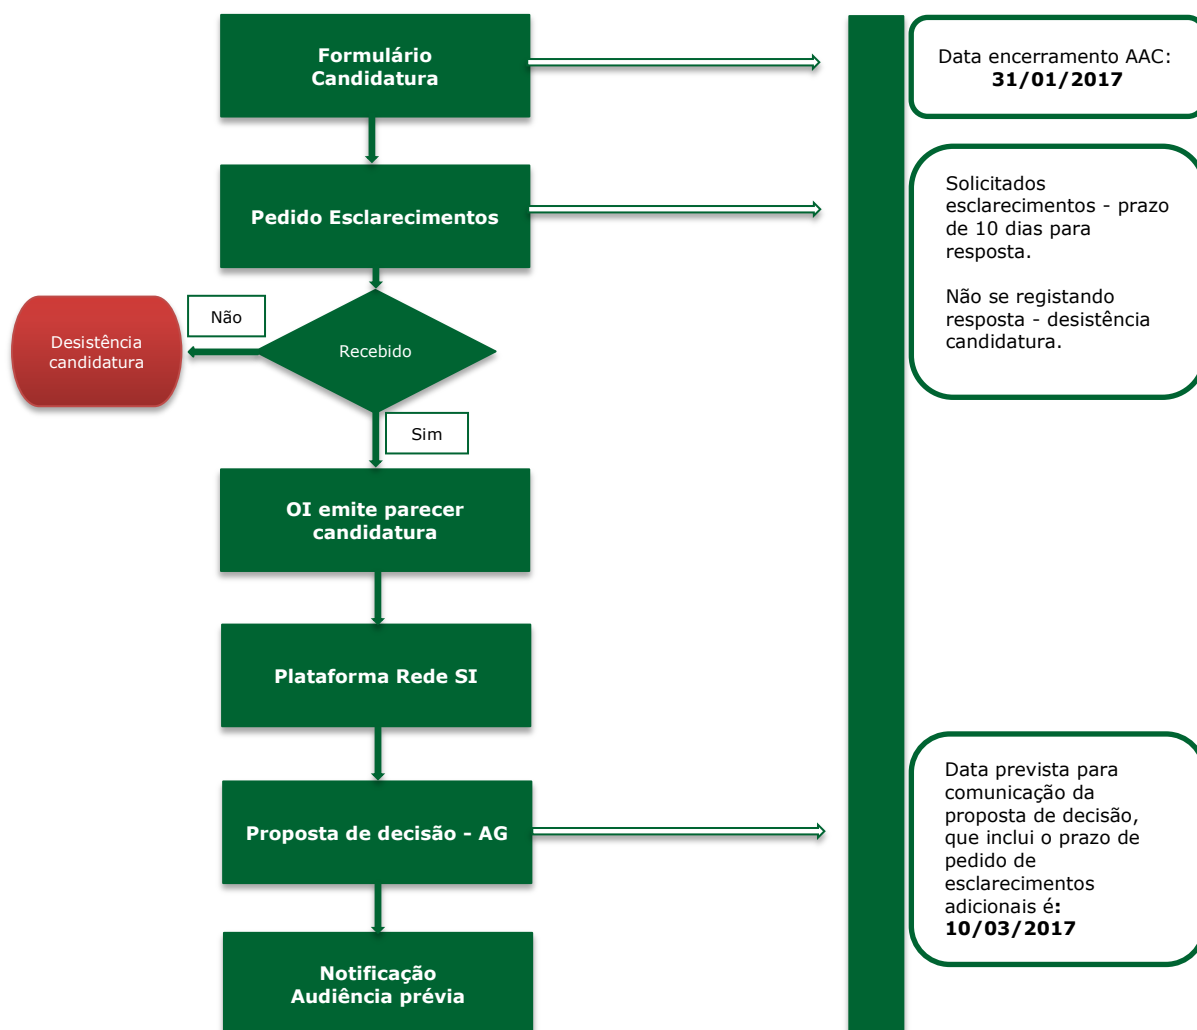 Formulário
Candidatura
Data encerramento AAC:
31/01/2017
Pedido Esclarecimentos
Solicitados
esclarecimentos - prazo
de 10 dias para
resposta.
Não se registando
resposta - desistência
candidatura.
Não
Desistência
candidatura
Recebido
Sim
OI emite parecer
candidatura
Plataforma Rede SI
Proposta de decisão - AG
Data prevista para
comunicação da
proposta de decisão,
que inclui o prazo de
pedido de
esclarecimentos
adicionais é:
10/03/2017
Notificação
Audiência prévia